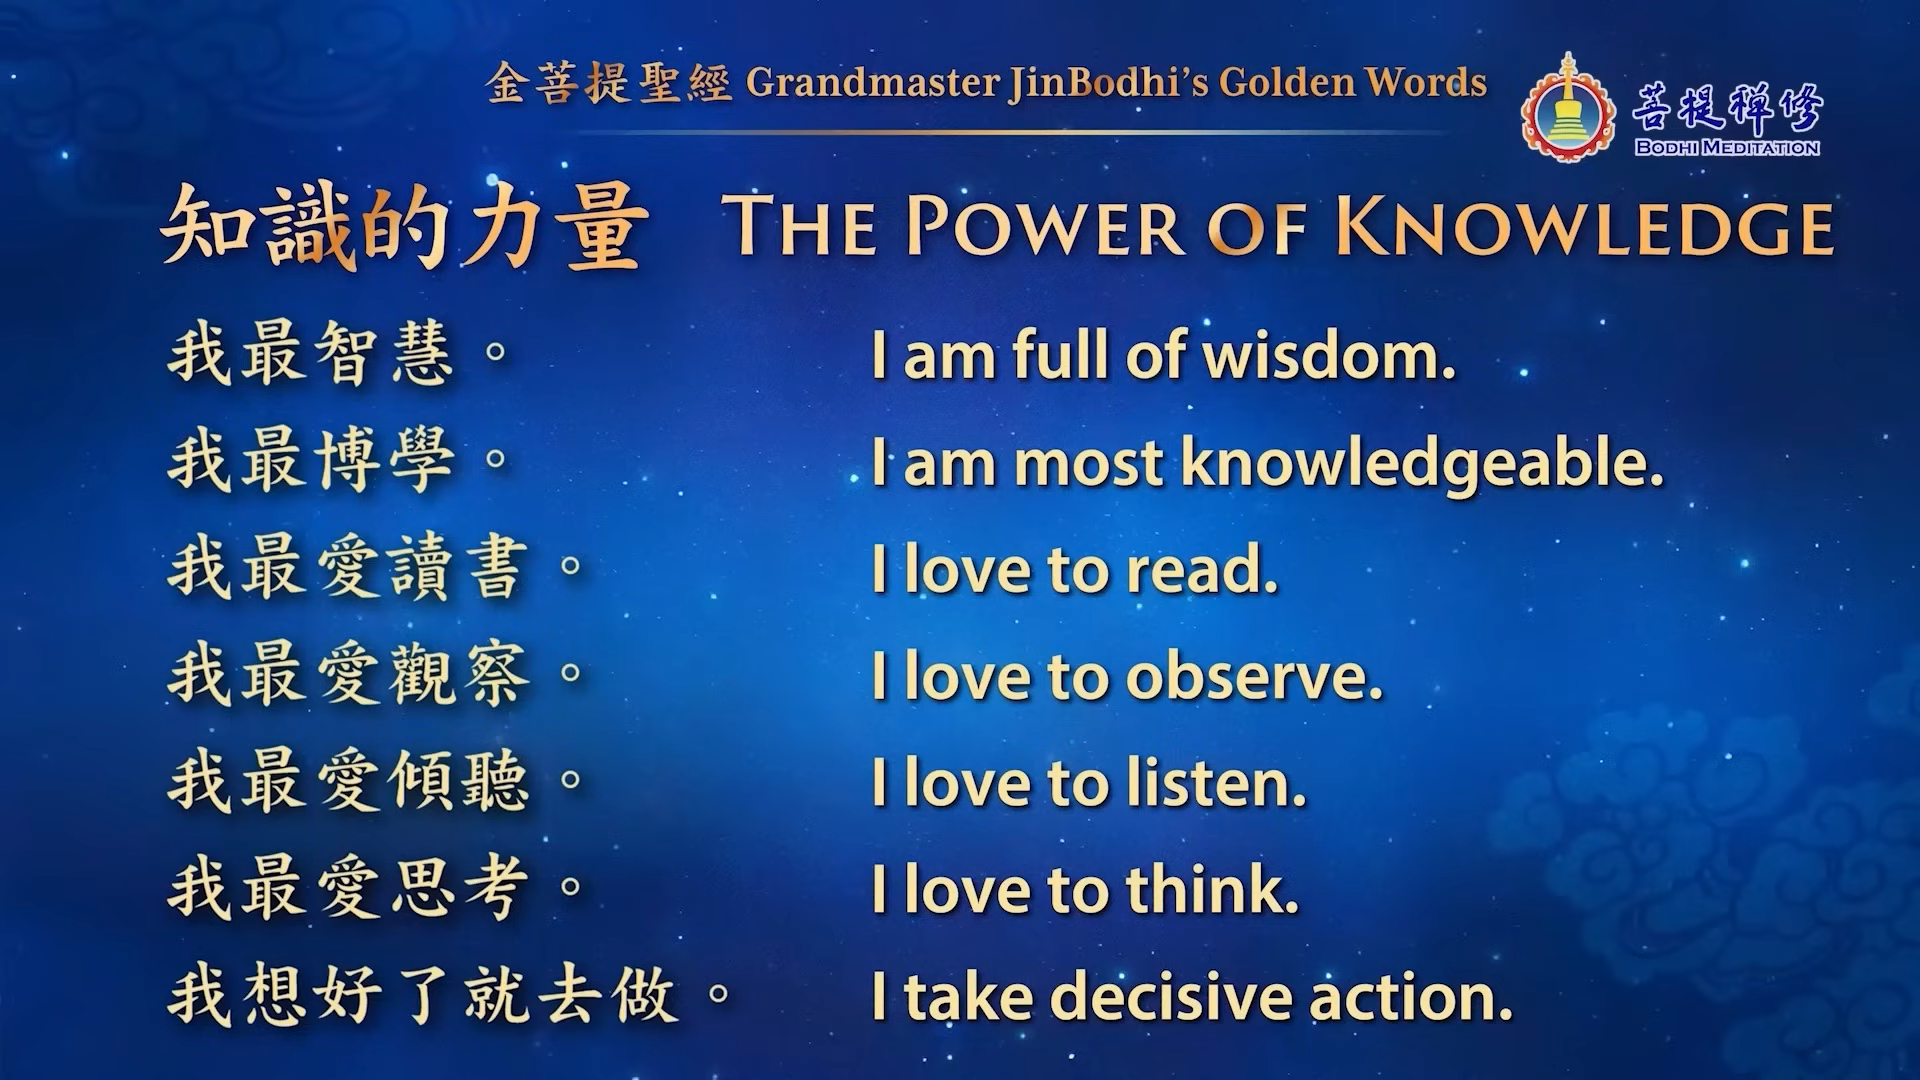 金菩提聖經 Grandmaster JinBodhi's Golden Words
菩提禪修
BODHI MEDITATION
知識的力量 THE POWER OF KNOWLEDGE
我最智慧。 I am full of wisdom.
我最博學。 I am most knowledgeable.
我最愛讀書。 I love to read.
我最愛觀察。 I love to observe.
我最愛傾聽。 I love to listen.
我最愛思考。 I love to think.
我想好了就去做。 I take decisive action.